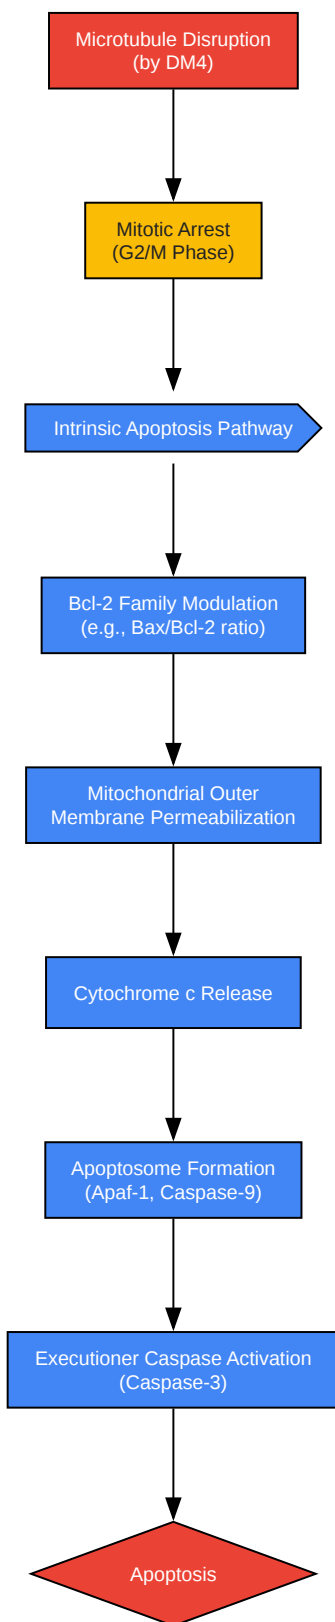 Microtubule Disruption
(by DM4)
Mitotic Arrest
(G2/M Phase)
Intrinsic Apoptosis Pathway
Bcl-2 Family Modulation
(e.g., Bax/Bcl-2 ratio)
Mitochondrial Outer
Membrane Permeabilization
Cytochrome c Release
Apoptosome Formation
(Apaf-1, Caspase-9)
Executioner Caspase Activation
(Caspase-3)
Apoptosis